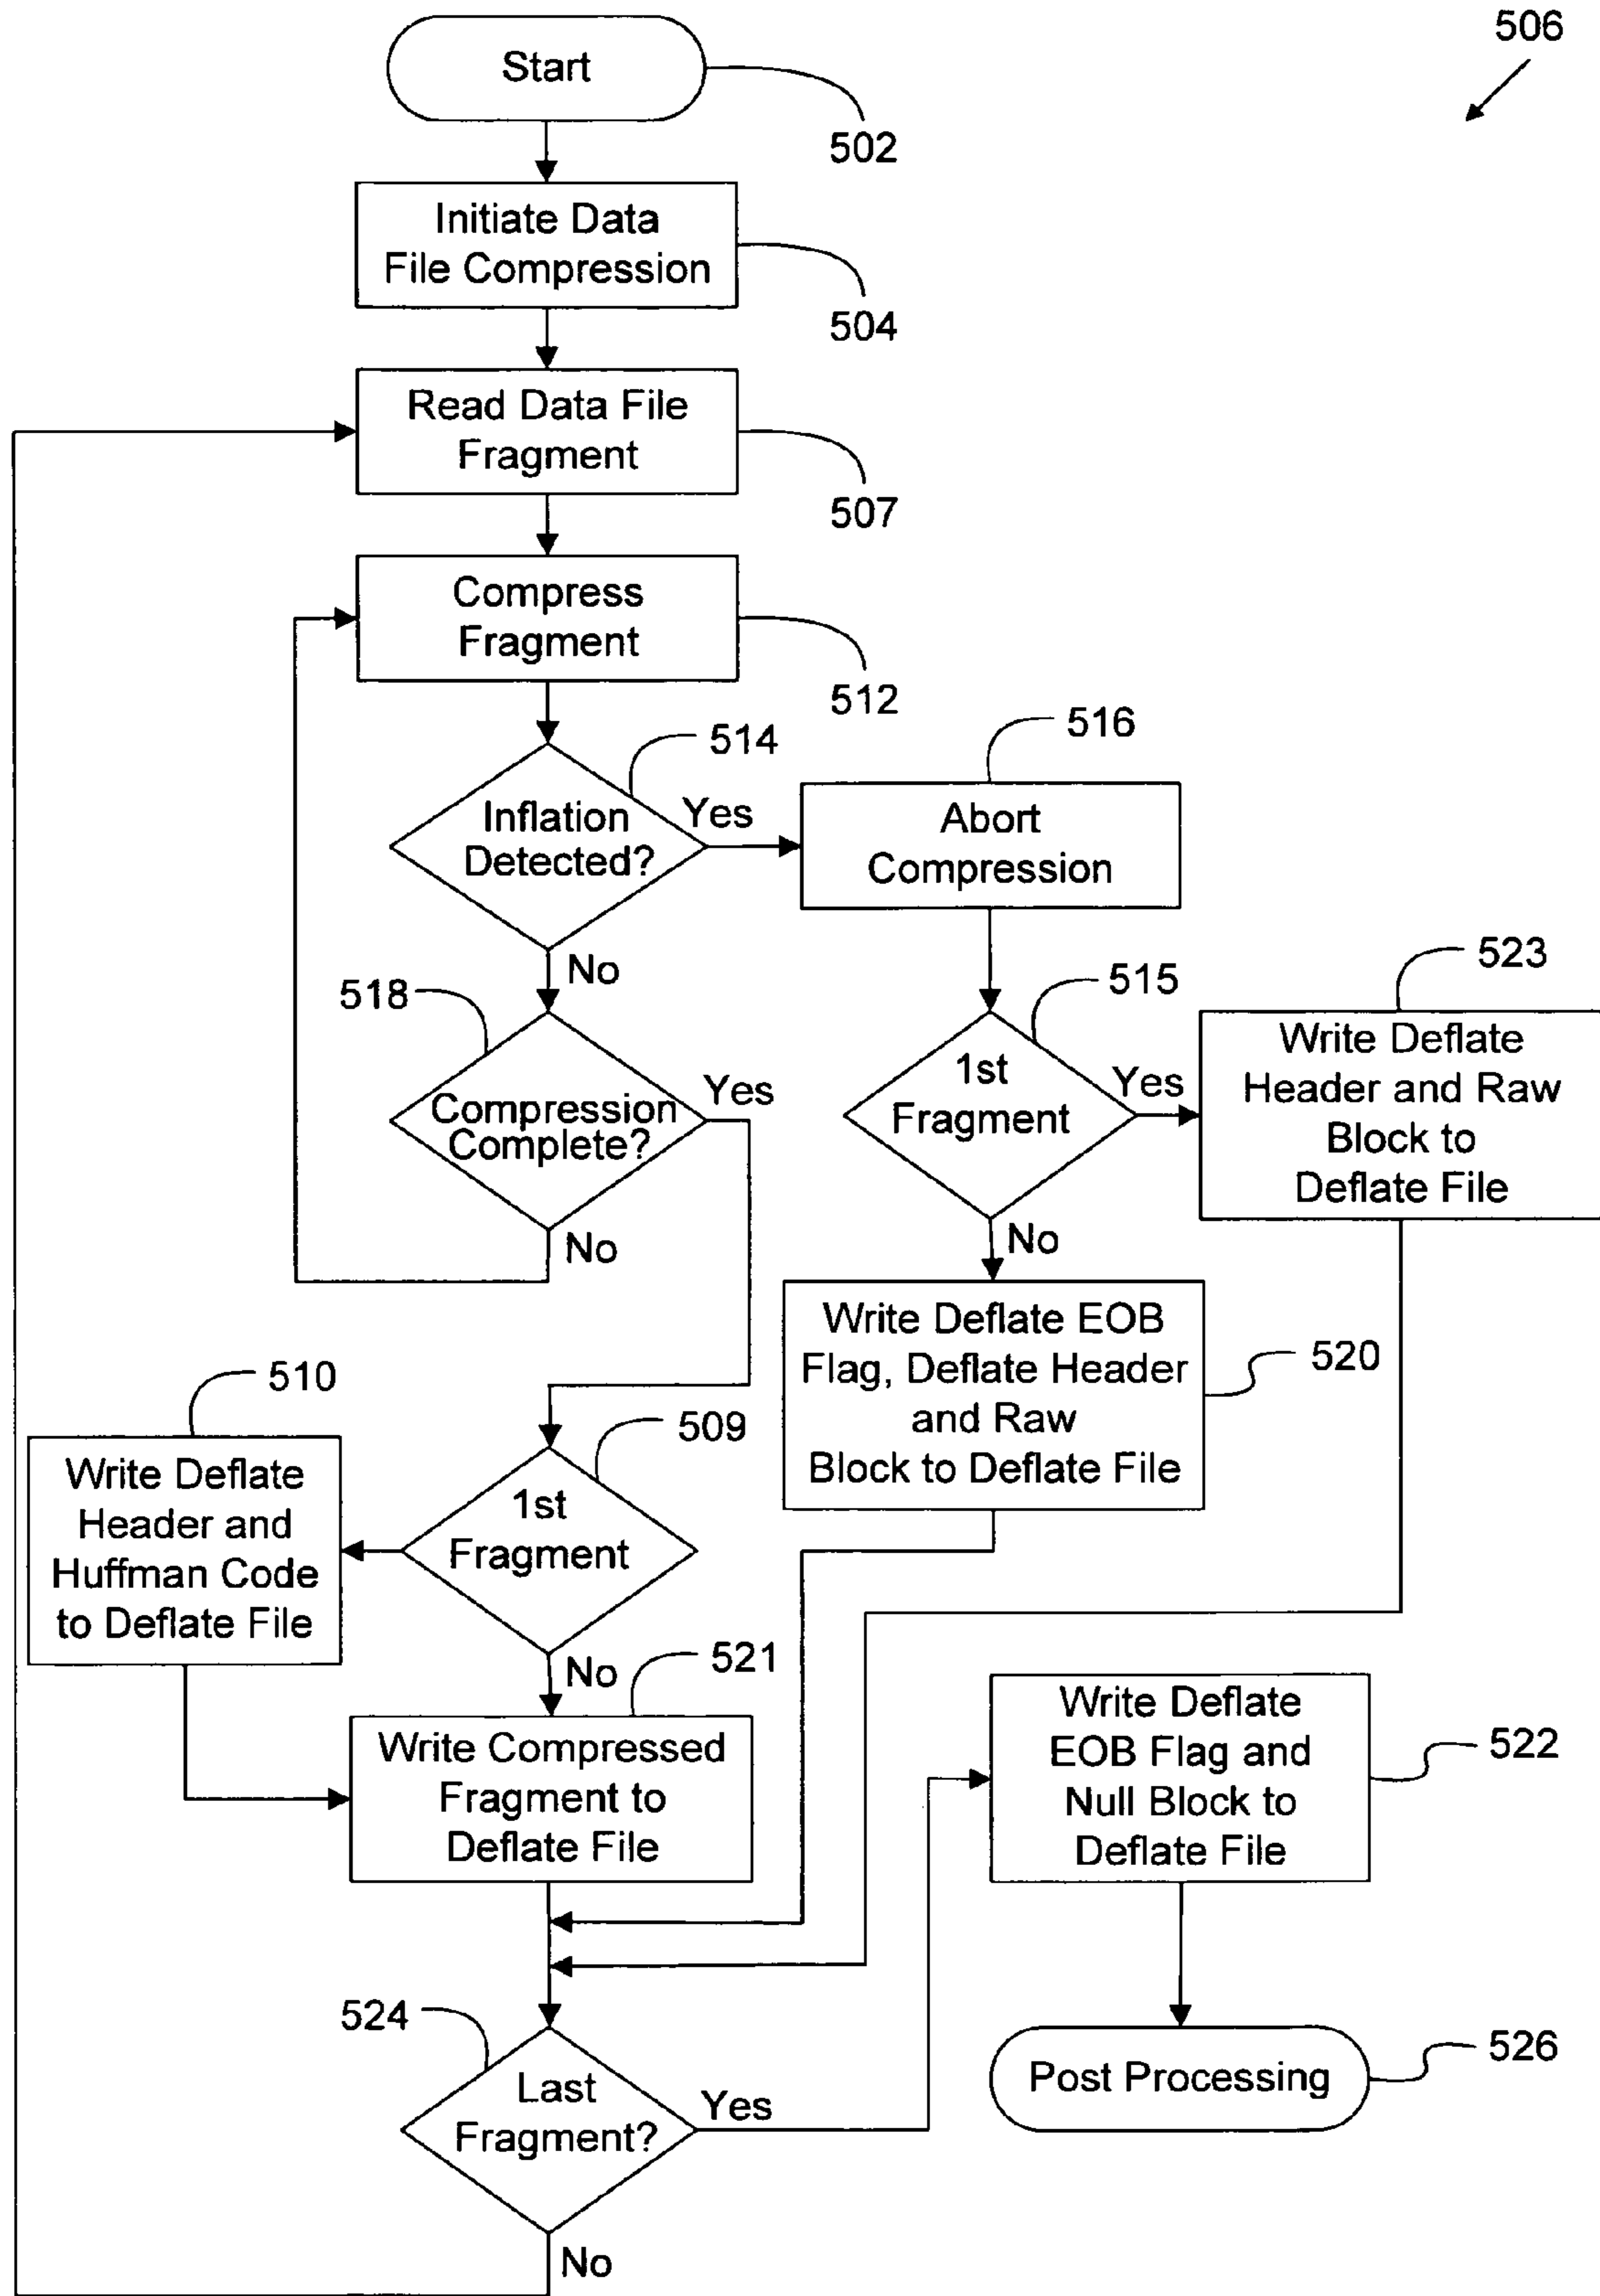 506
Start
502
Initiate Data
File Compression
504
Read Data File
Fragment
507
Compress
Fragment
512
514
Inflation
Detected?
Yes
No
516
Abort
Compression
518
Compression
Complete?
Yes
No
515
1st
Fragment
Yes
No
523
Write Deflate
Header and Raw
Block to
Deflate File
Write Deflate EOB
Flag, Deflate Header
and Raw
Block to Deflate File
520
510
Write Deflate
Header and
Huffman Code
to Deflate File
509
1st
Fragment
No
521
Write Compressed
Fragment to
Deflate File
Write Deflate
EOB Flag and
Null Block to
Deflate File
522
524
Last
Fragment?
Yes
No
Post Processing
526